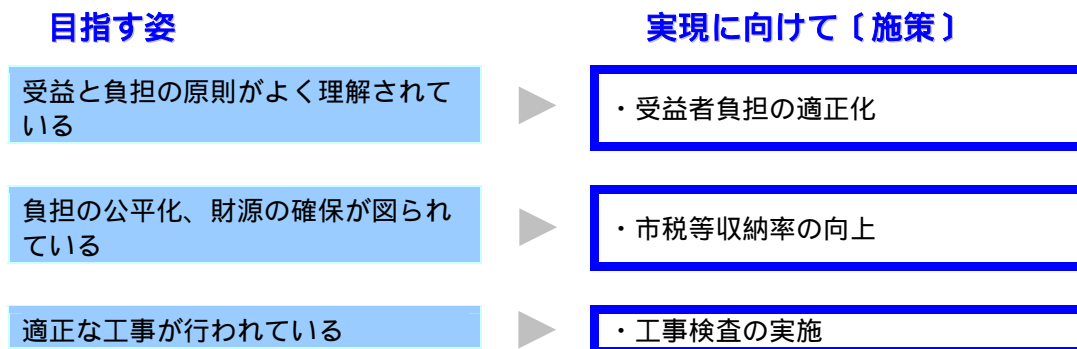 目指す姿
実現に向けて〔施策〕
受益と負担の原則がよく理解されて
いる
・受益者負担の適正化
負担の公平化、財源の確保が図られ
ている
・市税等収納率の向上
適正な工事が行われている
・工事検査の実施